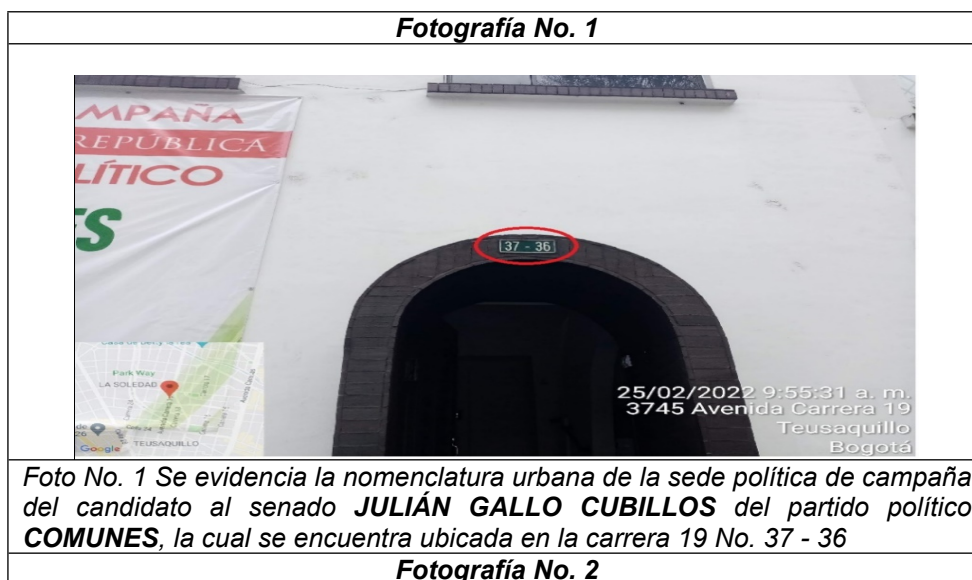 Fotografía No. 1
MPAÑA
REPÚBLICA
LÍTICO
ES
37 - 36
Park Way
LA SOLEDAD
TEUSAQUILLO
Google
25/02/2022 9:55:31 a. m.
3745 Avenida Carrera 19
Teusaquillo
Bogotá
Foto No. 1 Se evidencia la nomenclatura urbana de la sede política de campaña
del candidato al senado JULIÁN GALLO CUBILLOS del partido político
COMUNES, la cual se encuentra ubicada en la carrera 19 No. 37 - 36
Fotografía No. 2